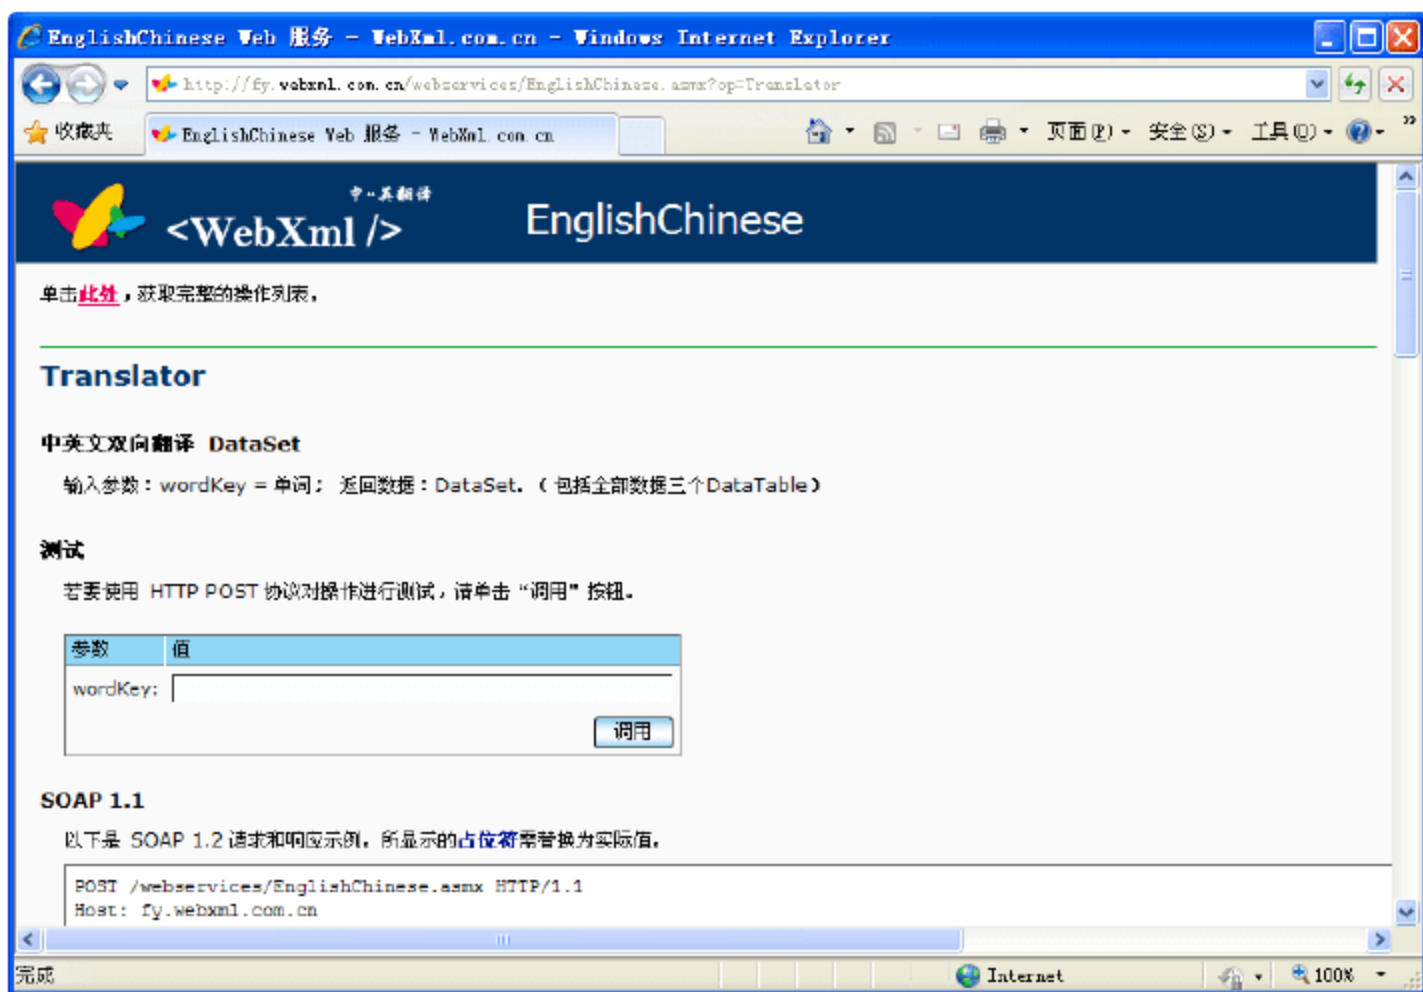 EnglishChinese Web 服务 - WebXml.com.cn - Windows Internet Explorer
http://fy.webxml.com.cn/webservices/EnglishChinese.asmx?op=Translator
收藏夹 EnglishChinese Web 服务 - WebXml.com.cn 页面(P) 安全(S) 工具(O) »
中--英翻译
<WebXml /> EnglishChinese
单击此处，获取完整的操作列表。
Translator
中英文双向翻译 DataSet
输入参数：wordKey = 单词； 返回数据：DataSet.（包括全部数据三个DataTable）
测试
若要使用 HTTP POST 协议对操作进行测试，请单击“调用”按钮。
参数 值
wordKey:
调用
SOAP 1.1
以下是 SOAP 1.2 请求和响应示例。所显示的占位符需替换为实际值。
POST /webservices/EnglishChinese.asmx HTTP/1.1
Host: fy.webxml.com.cn
完成 Internet 100%